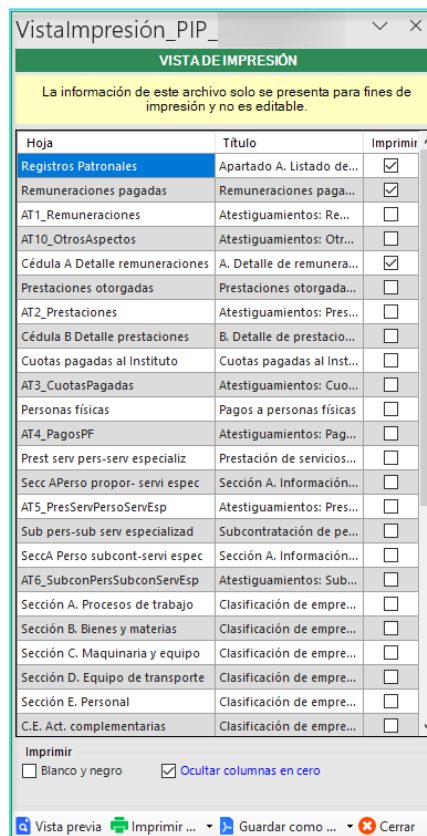 VistaImpresión_PIP_
VISTA DE IMPRESIÓN
La información de este archivo solo se presenta para fines de
impresión y no es editable.
Hoja Título Imprimir
Registros Patronales Apartado A. Listado de...
Remuneraciones pagadas Remuneraciones paga...
AT1_Remuneraciones Atestiguamientos: Re...
AT10_OtrosAspectos Atestiguamientos: Otr...
Cédula A Detalle remuneraciones A. Detalle de remunera...
Prestaciones otorgadas Prestaciones otorgada...
AT2_Prestaciones Atestiguamientos: Pres...
Cédula B Detalle prestaciones B. Detalle de prestacio...
Cuotas pagadas al Instituto Cuotas pagadas al Inst...
AT3_CuotasPagadas Atestiguamientos: Cuo...
Personas físicas Pagos a personas físicas
AT4_PagosPF Atestiguamientos: Pag...
Prest serv pers-serv especializ Prestación de servicios...
Secc APerso propor- servi espec Sección A. Información...
AT5_PresServPersoServEsp Atestiguamientos: Pres...
Sub pers-sub serv especializad Subcontratación de pe...
SeccA Perso subcont-servi espec Sección A. Información...
AT6_SubconPersSubconServEsp Atestiguamientos: Sub...
Sección A. Procesos de trabajo Clasificación de empre...
Sección B. Bienes y materias Clasificación de empre...
Sección C. Maquinaria y equipo Clasificación de empre...
Sección D. Equipo de transporte Clasificación de empre...
Sección E. Personal Clasificación de empre...
C.E. Act. complementarias Clasificación de empre...
Imprimir
Blanco y negro Ocultar columnas en cero
Vista previa Imprimir ... Guardar como ... Cerrar